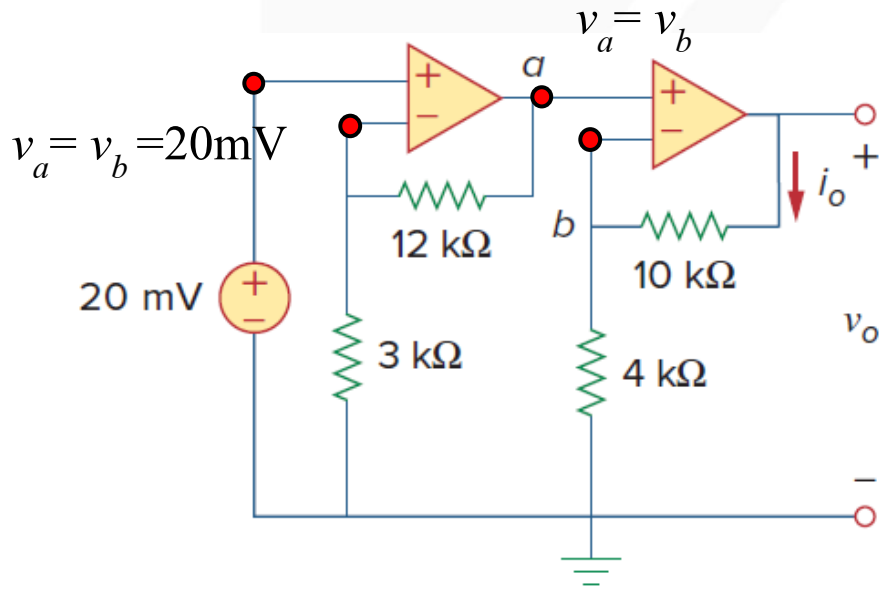 v_a = v_b
a
+
−
+
−
v_a = v_b =20mV
+
i_o
b
12 kΩ
10 kΩ
20 mV
+
−
v_o
3 kΩ
4 kΩ
−